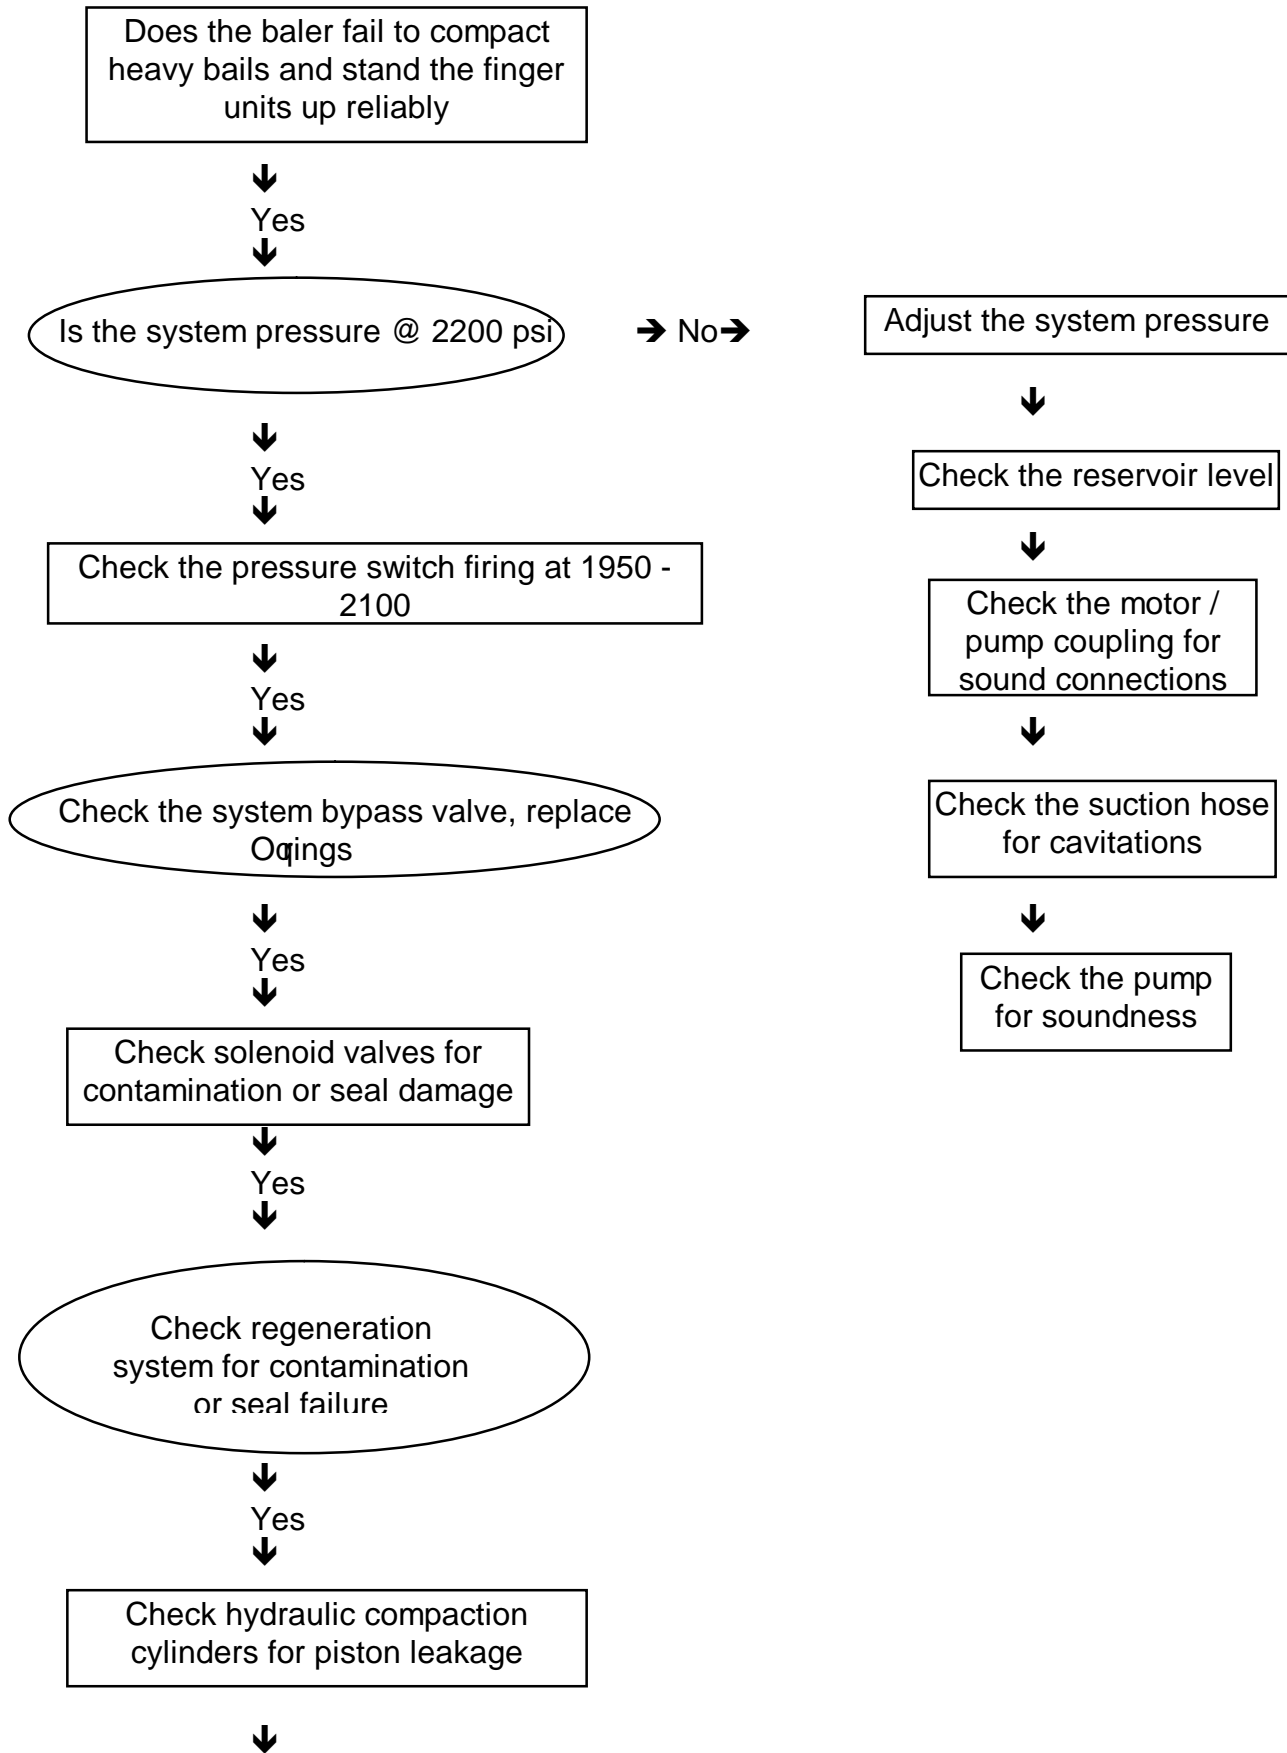 Does the baler fail to compact
heavy bails and stand the finger
units up reliably
Yes
Is the system pressure @ 2200 psi
No
Adjust the system pressure
Yes
Check the reservoir level
Check the pressure switch firing at 1950 -
2100
Check the motor /
pump coupling for
sound connections
Yes
Check the system bypass valve, replace
Check the suction hose
for cavitations
Yes
Check the pump
for soundness
Check solenoid valves for
contamination or seal damage
Yes
Check regeneration
system for contamination
or seal failure
Yes
Check hydraulic compaction
cylinders for piston leakage